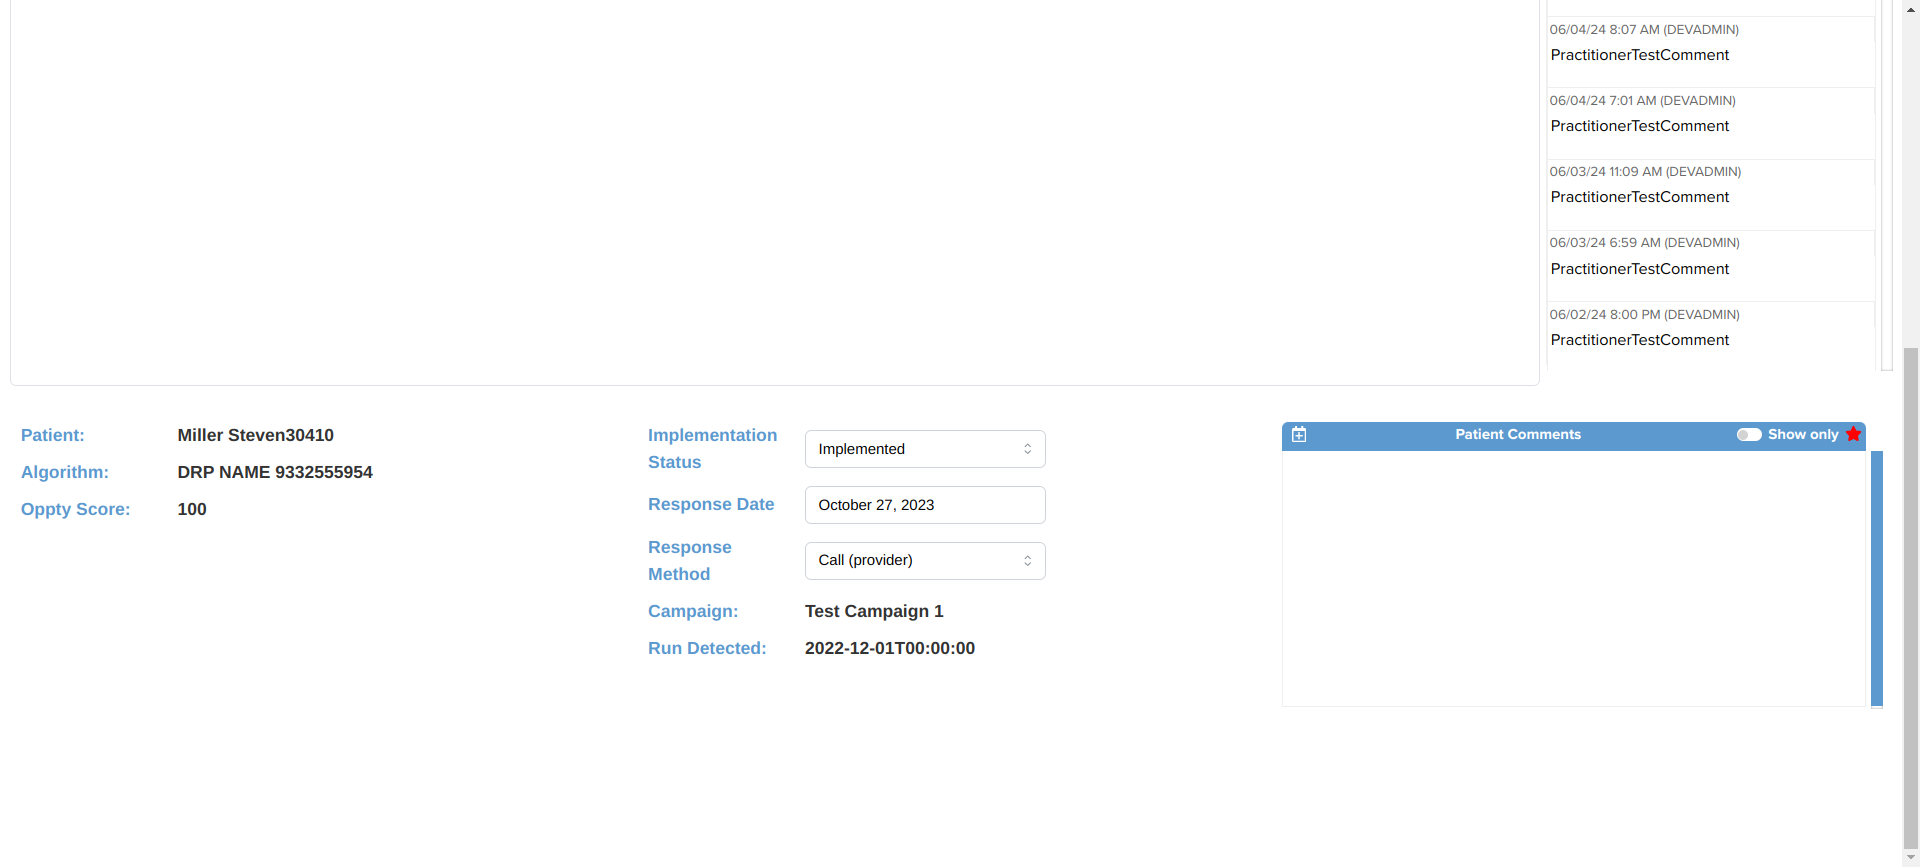 06/04/24 8:07 AM (DEVADMIN)
PractitionerTestComment
06/04/24 7:01 AM (DEVADMIN)
PractitionerTestComment
06/03/24 11:09 AM (DEVADMIN)
PractitionerTestComment
06/03/24 6:59 AM (DEVADMIN)
PractitionerTestComment
06/02/24 8:00 PM (DEVADMIN)
PractitionerTestComment
Patient: Miller Steven30410
Algorithm: DRP NAME 9332555954
Oppty Score: 100
Implementation
Status
Implemented
Response Date October 27, 2023
Response
Method
Call (provider)
Campaign: Test Campaign 1
Run Detected: 2022-12-01T00:00:00
Patient Comments Show only